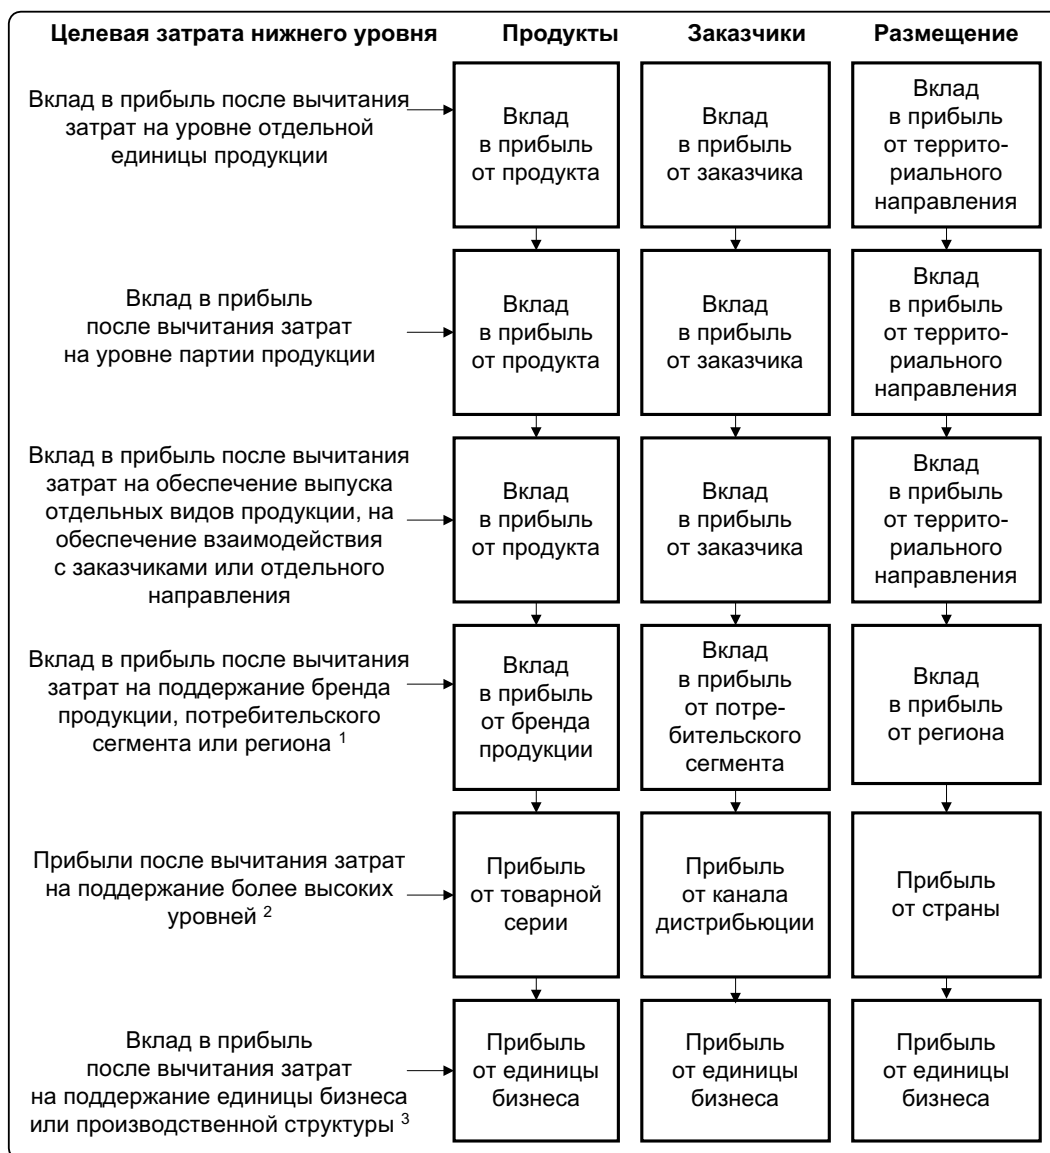 Целевая затрата нижнего уровня Продукты Заказчики Размещение
Вклад в прибыль после вычитания
затрат на уровне отдельной
единицы продукции
Вклад
в прибыль
от продукта
Вклад
в прибыль
от заказчика
Вклад
в прибыль
от террито-
риального
направления
Вклад в прибыль
после вычитания затрат
на уровне партии продукции
Вклад
в прибыль
от продукта
Вклад
в прибыль
от заказчика
Вклад
в прибыль
от террито-
риального
направления
Вклад в прибыль после вычитания
затрат на обеспечение выпуска
отдельных видов продукции, на
обеспечение взаимодействия
с заказчиками или отдельного
направления
Вклад
в прибыль
от продукта
Вклад
в прибыль
от заказчика
Вклад
в прибыль
от террито-
риального
направления
Вклад в прибыль после вычитания
затрат на поддержание бренда
продукции, потребительского
сегмента или региона 1
Вклад
в прибыль
от бренда
продукции
Вклад
в прибыль
от потре-
бительского
сегмента
Вклад
в прибыль
от региона
Прибыли после вычитания затрат
на поддержание более высоких
уровней 2
Прибыль
от товарной
серии
Прибыль
от канала
дистрибьюции
Прибыль
от страны
Вклад в прибыль
после вычитания затрат
на поддержание единицы бизнеса
или производственной структуры 3
Прибыль
от единицы
бизнеса
Прибыль
от единицы
бизнеса
Прибыль
от единицы
бизнеса